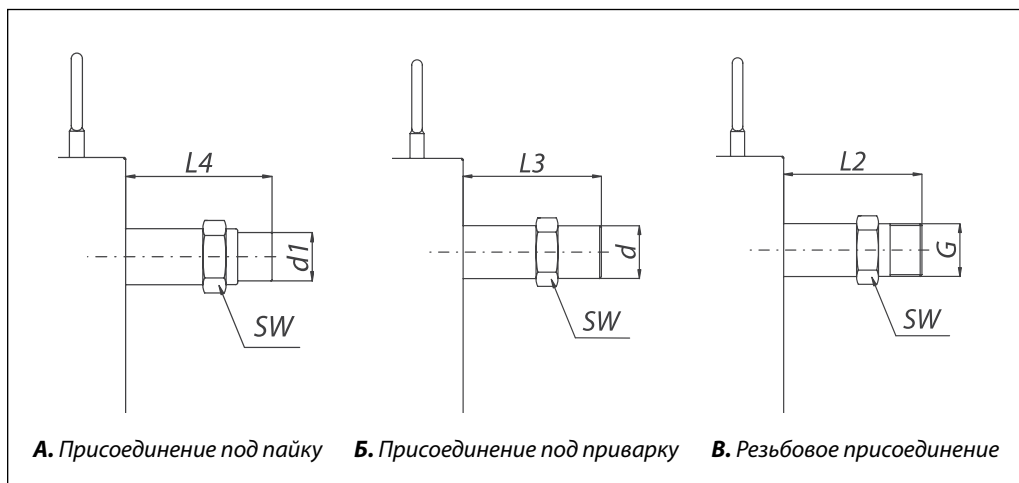 L4
d1
SW
L3
d
SW
L2
G
SW
А. Присоединение под пайку
Б. Присоединение под приварку
В. Резьбовое присоединение